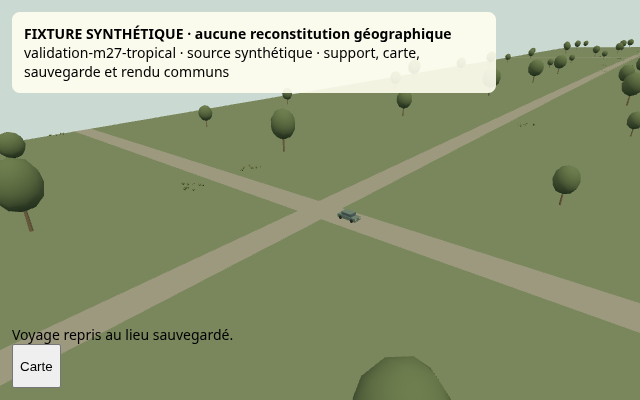 FIXTURE SYNTHÉTIQUE · aucune reconstitution géographique
validation-m27-tropical · source synthétique · support, carte,
sauvegarde et rendu communs
Voyage repris au lieu sauvegardé.
Carte